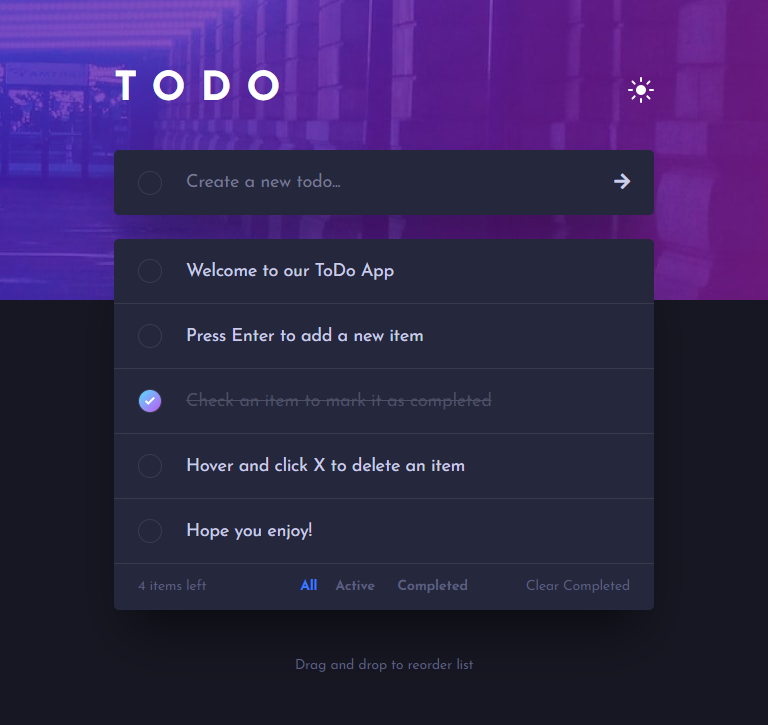 TODO
Create a new todo...
Welcome to our ToDo App
Press Enter to add a new item
Check an item to mark it as completed
Hover and click X to delete an item
Hope you enjoy!
4 items left All Active Completed Clear Completed
Drag and drop to reorder list